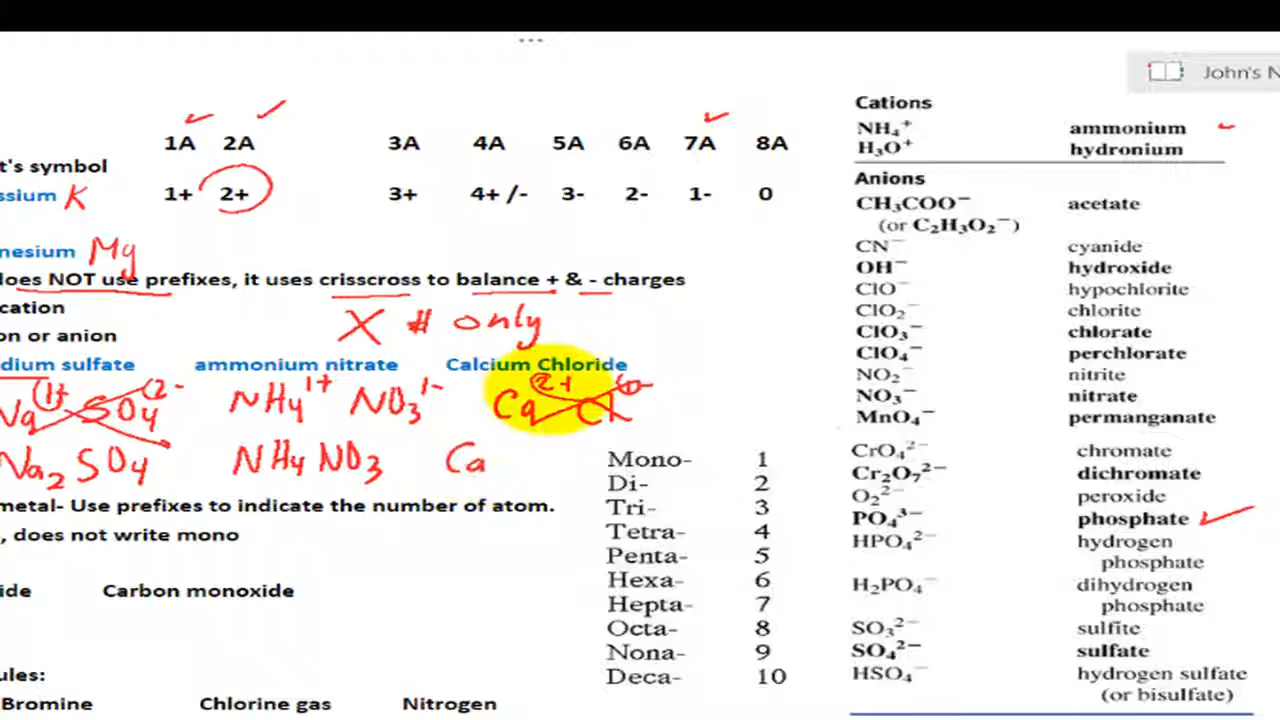 John's N
1A 2A 3A 4A 5A 6A 7A 8A
t's symbol
ssium K 1+ 2+ 3+ 4+ /- 3- 2- 1- 0
nesium Mg
does NOT use prefixes, it uses crisscross to balance + & - charges
cation
on or anion
X # only
dium sulfate ammonium nitrate Calcium Chloride
Na 1+ SO4 2- NH4 1+ NO3 1- Ca 2+ Cl
Na2SO4 NH4NO3 Ca
metal- Use prefixes to indicate the number of atom.
, does not write mono
ide Carbon monoxide
ules:
Bromine Chlorine gas Nitrogen
Mono- 1
Di- 2
Tri- 3
Tetra- 4
Penta- 5
Hexa- 6
Hepta- 7
Octa- 8
Nona- 9
Deca- 10
Cations
NH₄⁺ ammonium
H₃O⁺ hydronium
Anions
CH₃COO⁻ acetate
(or C₂H₃O₂⁻)
CN⁻ cyanide
OH⁻ hydroxide
ClO⁻ hypochlorite
ClO₂⁻ chlorite
ClO₃⁻ chlorate
ClO₄⁻ perchlorate
NO₂⁻ nitrite
NO₃⁻ nitrate
MnO₄⁻ permanganate
CrO₄²⁻ chromate
Cr₂O₇²⁻ dichromate
O₂²⁻ peroxide
PO₄³⁻ phosphate
HPO₄²⁻ hydrogen
phosphate
H₂PO₄⁻ dihydrogen
phosphate
SO₃²⁻ sulfite
SO₄²⁻ sulfate
HSO₄⁻ hydrogen sulfate
(or bisulfate)